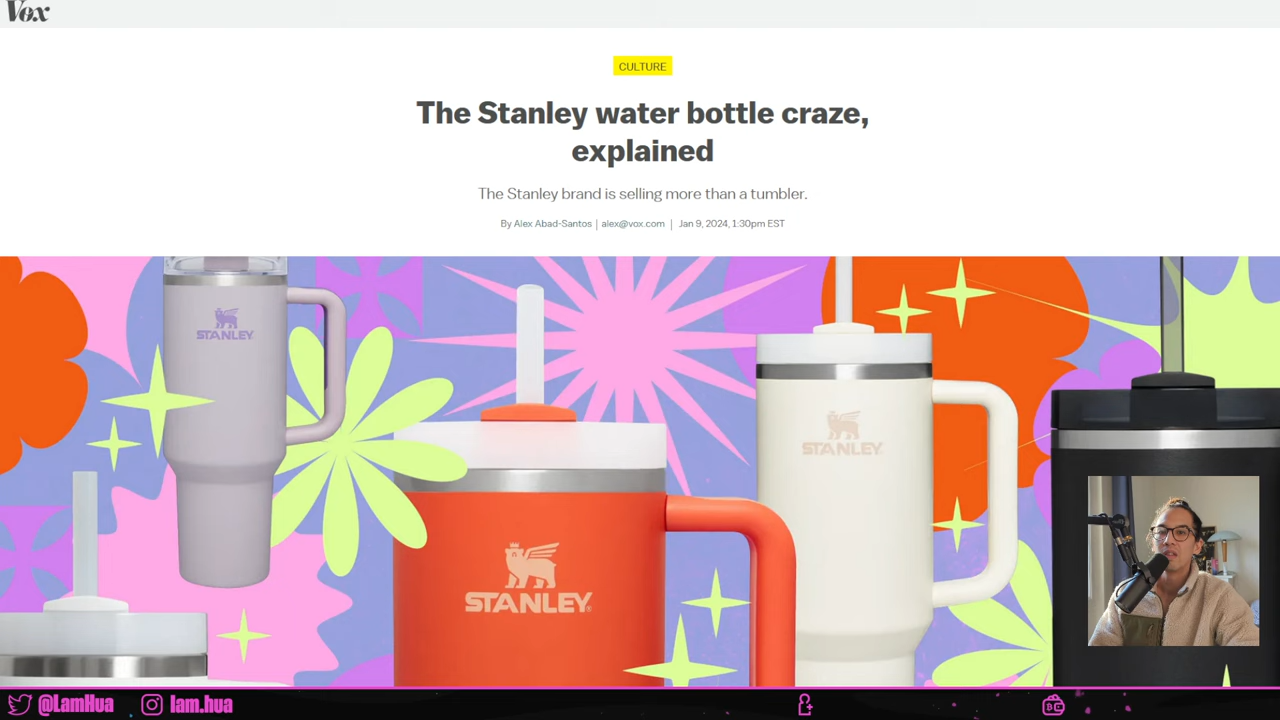 Vox
CULTURE
The Stanley water bottle craze,
explained
The Stanley brand is selling more than a tumbler.
By Alex Abad-Santos | alex@vox.com | Jan 9, 2024, 1:30pm EST
STANLEY
STANLEY
STANLEY®
@LamHua lam.hua